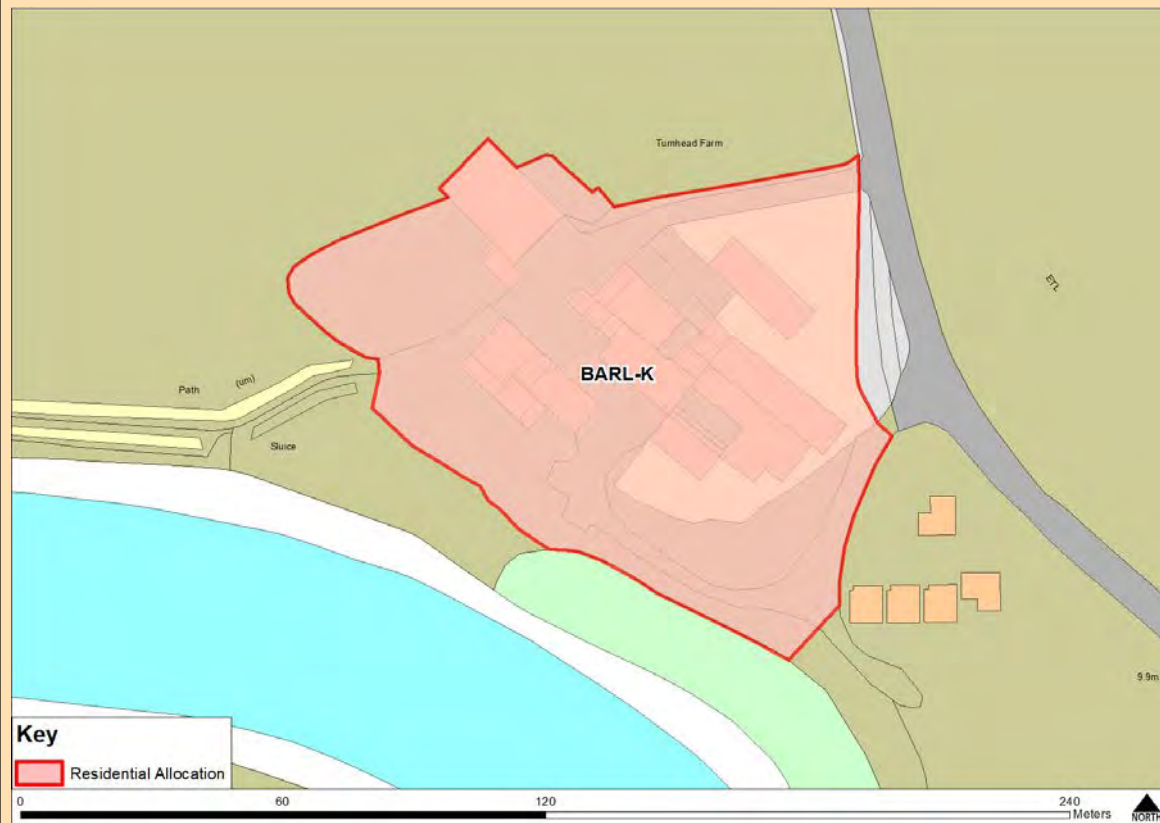 Turnhead Farm
ETL
BARL-K
Path (um)
Sluice
9.9m
Key
Residential Allocation
0 60 120 240
Meters
NORTH